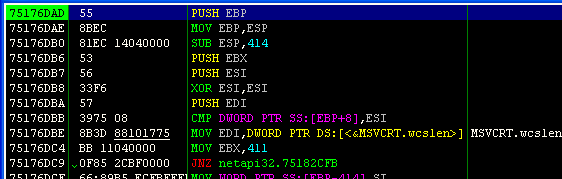 75176DAD 55 PUSH EBP
75176DAE 8BEC MOV EBP,ESP
75176DB0 81EC 14040000 SUB ESP,414
75176DB6 53 PUSH EBX
75176DB7 56 PUSH ESI
75176DB8 33F6 XOR ESI,ESI
75176DBA 57 PUSH EDI
75176DBB 3975 08 CMP DWORD PTR SS:[EBP+8],ESI
75176DBE 8B3D 88101775 MOV EDI,DWORD PTR DS:[<&MSVCRT.wcslen>] MSVCRT.wcslen
75176DC4 BB 11040000 MOV EBX,411
75176DC9 0F85 2CBF0000 JNZ netapi32.75182CFB
75176DCF 66:89B5 ECFBFFFF MOV WORD PTR SS:[EBP-414],SI